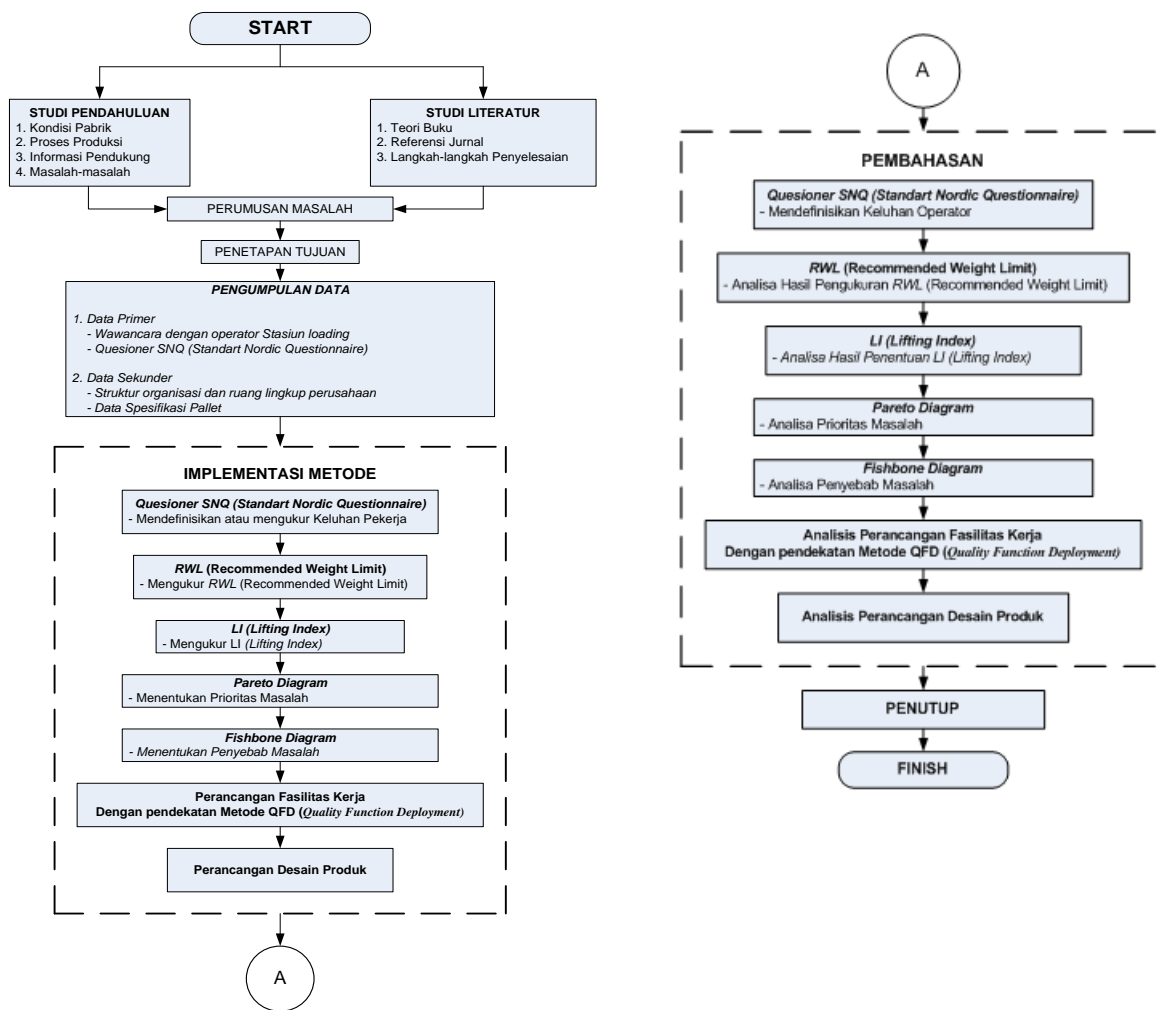 START
STUDI PENDAHULUAN
1. Kondisi Pabrik
2. Proses Produksi
3. Informasi Pendukung
4. Masalah-masalah
STUDI LITERATUR
1. Teori Buku
2. Referensi Jurnal
3. Langkah-langkah Penyelesaian
PERUMUSAN MASALAH
PENETAPAN TUJUAN
PENGUMPULAN DATA
1. Data Primer
- Wawancara dengan operator Stasiun loading
- Quesioner SNQ (Standart Nordic Questionnaire)
2. Data Sekunder
- Struktur organisasi dan ruang lingkup perusahaan
- Data Spesifikasi Pallet
IMPLEMENTASI METODE
Quesioner SNQ (Standart Nordic Questionnaire)
- Mendefinisikan atau mengukur Keluhan Pekerja
RWL (Recommended Weight Limit)
- Mengukur RWL (Recommended Weight Limit)
LI (Lifting Index)
- Mengukur LI (Lifting Index)
Pareto Diagram
- Menentukan Prioritas Masalah
Fishbone Diagram
- Menentukan Penyebab Masalah
Perancangan Fasilitas Kerja
Dengan pendekatan Metode QFD (Quality Function Deployment)
Perancangan Desain Produk
A
A
PEMBAHASAN
Quesioner SNQ (Standart Nordic Questionnaire)
- Mendefinisikan Keluhan Operator
RWL (Recommended Weight Limit)
- Analisa Hasil Pengukuran RWL (Recommended Weight Limit)
LI (Lifting Index)
- Analisa Hasil Penentuan LI (Lifting Index)
Pareto Diagram
- Analisa Prioritas Masalah
Fishbone Diagram
- Analisa Penyebab Masalah
Analisis Perancangan Fasilitas Kerja
Dengan pendekatan Metode QFD (Quality Function Deployment)
Analisis Perancangan Desain Produk
PENUTUP
FINISH